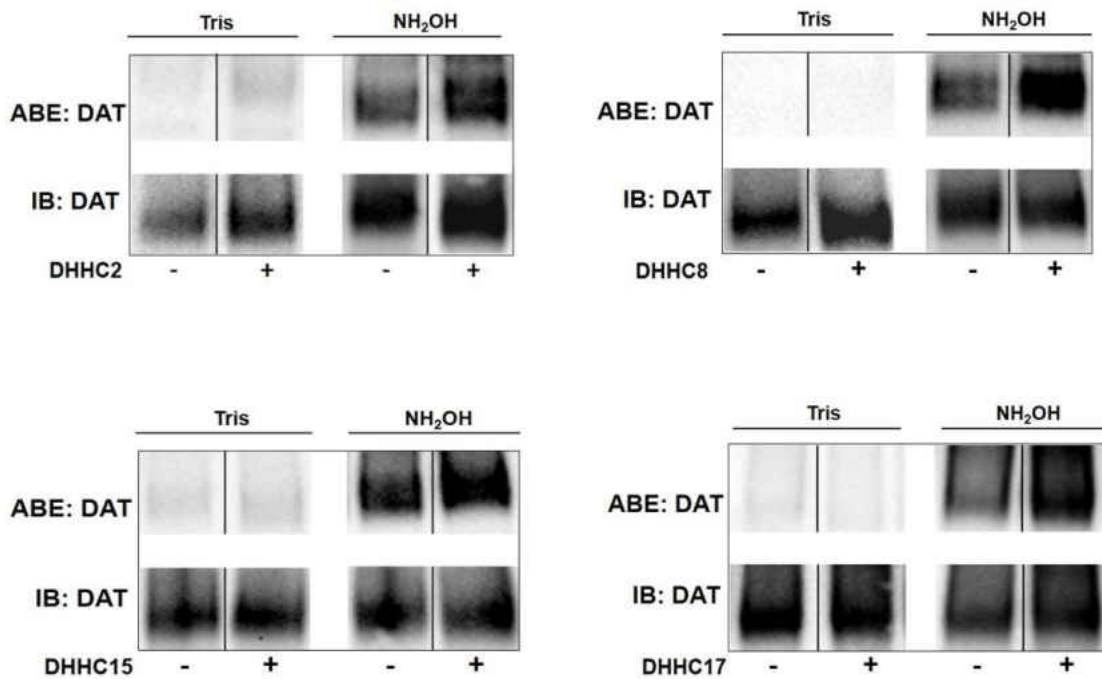 Tris NH₂OH
ABE: DAT
IB: DAT
DHHC2 - + - +
Tris NH₂OH
ABE: DAT
IB: DAT
DHHC8 - + - +
Tris NH₂OH
ABE: DAT
IB: DAT
DHHC15 - + - +
Tris NH₂OH
ABE: DAT
IB: DAT
DHHC17 - + - +